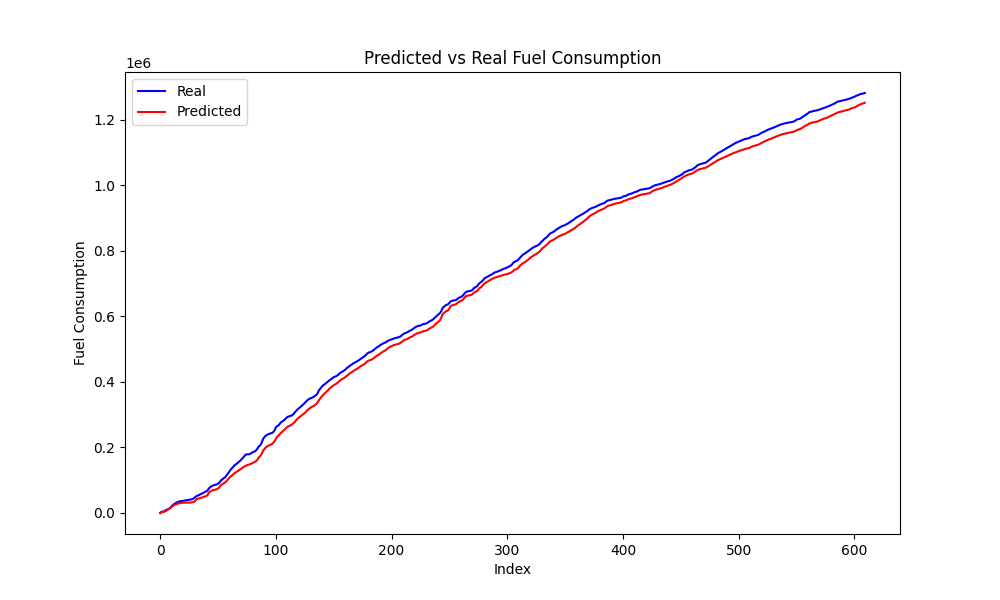 Predicted vs Real Fuel Consumption
1e6
Real
Predicted
1.2
1.0
0.8
0.6
0.4
0.2
0.0
Fuel Consumption
0 100 200 300 400 500 600
Index